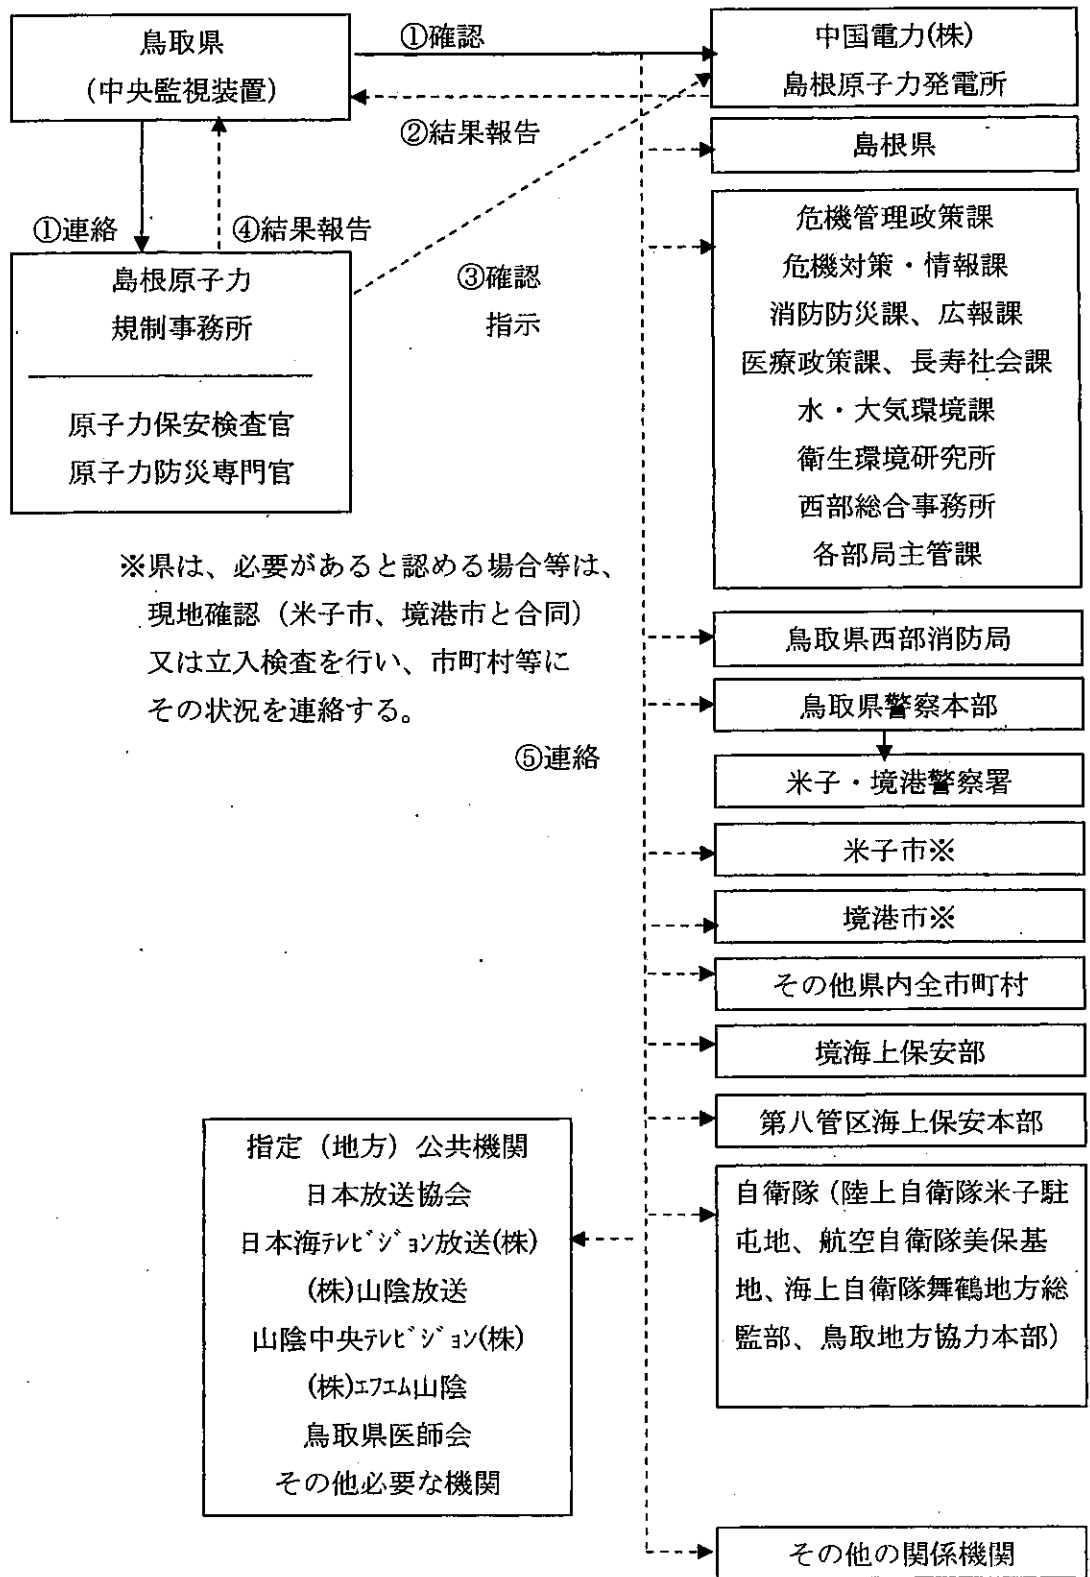 鳥取県
(中央監視装置)
①確認
中国電力(株)
島根原子力発電所
②結果報告
島根県
①連絡
④結果報告
③確認
指示
島根原子力
規制事務所
原子力保安検査官
原子力防災専門官
危機管理政策課
危機対策・情報課
消防防災課、広報課
医療政策課、長寿社会課
水・大気環境課
衛生環境研究所
西部総合事務所
各部局主管課
※県は、必要があると認める場合等は、
現地確認（米子市、境港市と合同）
又は立入検査を行い、市町村等に
その状況を連絡する。
⑤連絡
鳥取県西部消防局
鳥取県警察本部
米子・境港警察署
米子市※
境港市※
その他県内全市町村
境海上保安部
第八管区海上保安本部
指定（地方）公共機関
日本放送協会
日本海ﾃﾚﾋﾞｼﾞｮﾝ放送(株)
(株)山陰放送
山陰中央ﾃﾚﾋﾞｼﾞｮﾝ(株)
(株)ｴﾌｴﾑ山陰
鳥取県医師会
その他必要な機関
自衛隊（陸上自衛隊米子駐
屯地、航空自衛隊美保基
地、海上自衛隊舞鶴地方総
監部、鳥取地方協力本部）
その他の関係機関